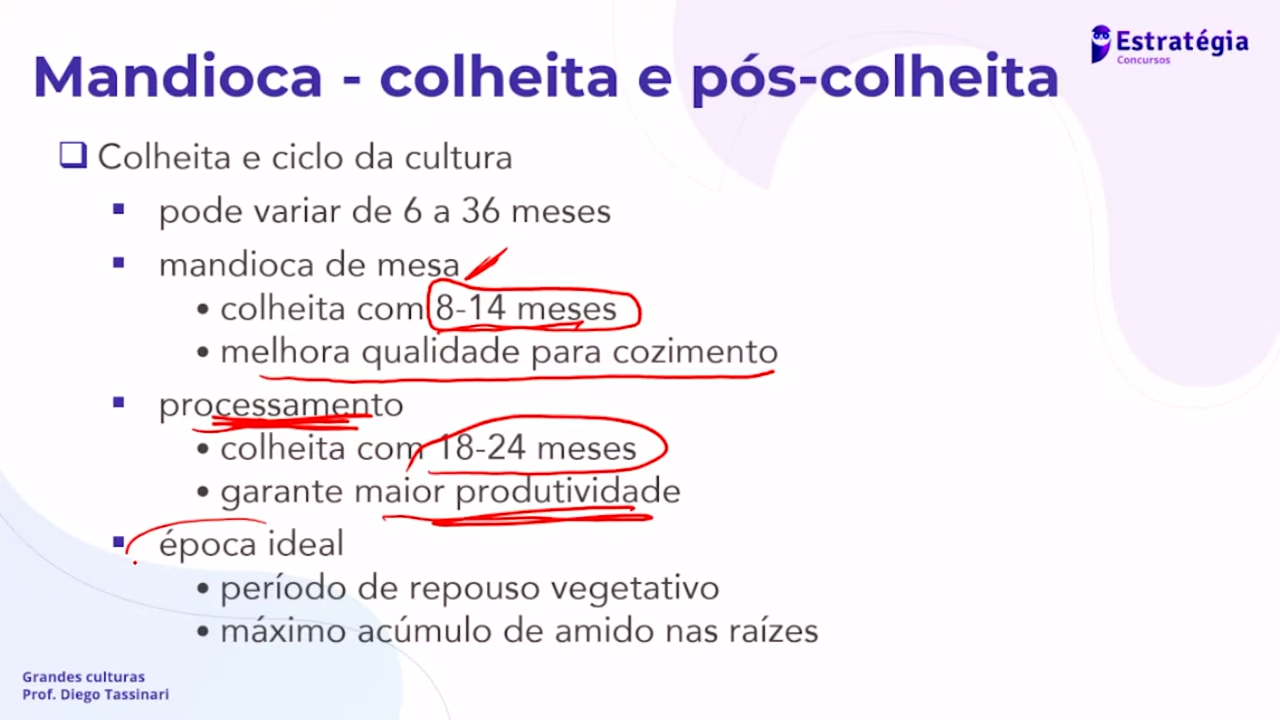 Estratégia
Concursos
Mandioca - colheita e pós-colheita
Colheita e ciclo da cultura
pode variar de 6 a 36 meses
mandioca de mesa
• colheita com 8-14 meses
• melhora qualidade para cozimento
processamento
• colheita com 18-24 meses
• garante maior produtividade
época ideal
• período de repouso vegetativo
• máximo acúmulo de amido nas raízes
Grandes culturas
Prof. Diego Tassinari